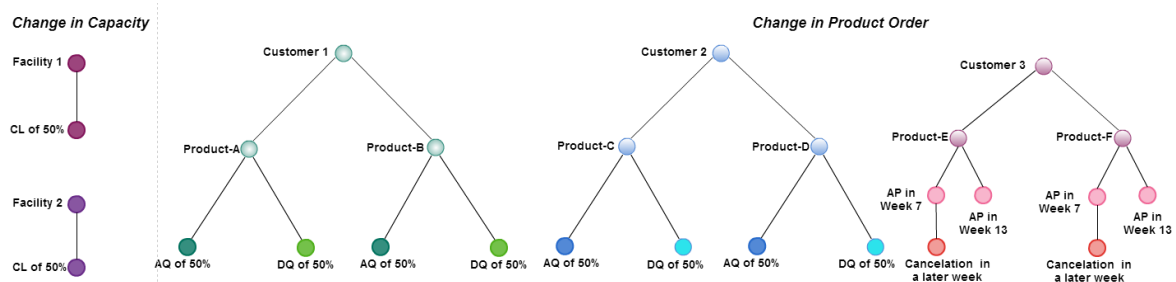 Change in Capacity
Change in Product Order
Facility 1
CL of 50%
Facility 2
CL of 50%
Customer 1
Product-A
Product-B
AQ of 50%
DQ of 50%
AQ of 50%
DQ of 50%
Customer 2
Product-C
Product-D
AQ of 50%
DQ of 50%
AQ of 50%
DQ of 50%
Customer 3
Product-E
Product-F
AP in
Week 7
AP in
Week 13
Cancelation in
a later week
AP in
Week 7
AP in
Week 13
Cancelation in
a later week